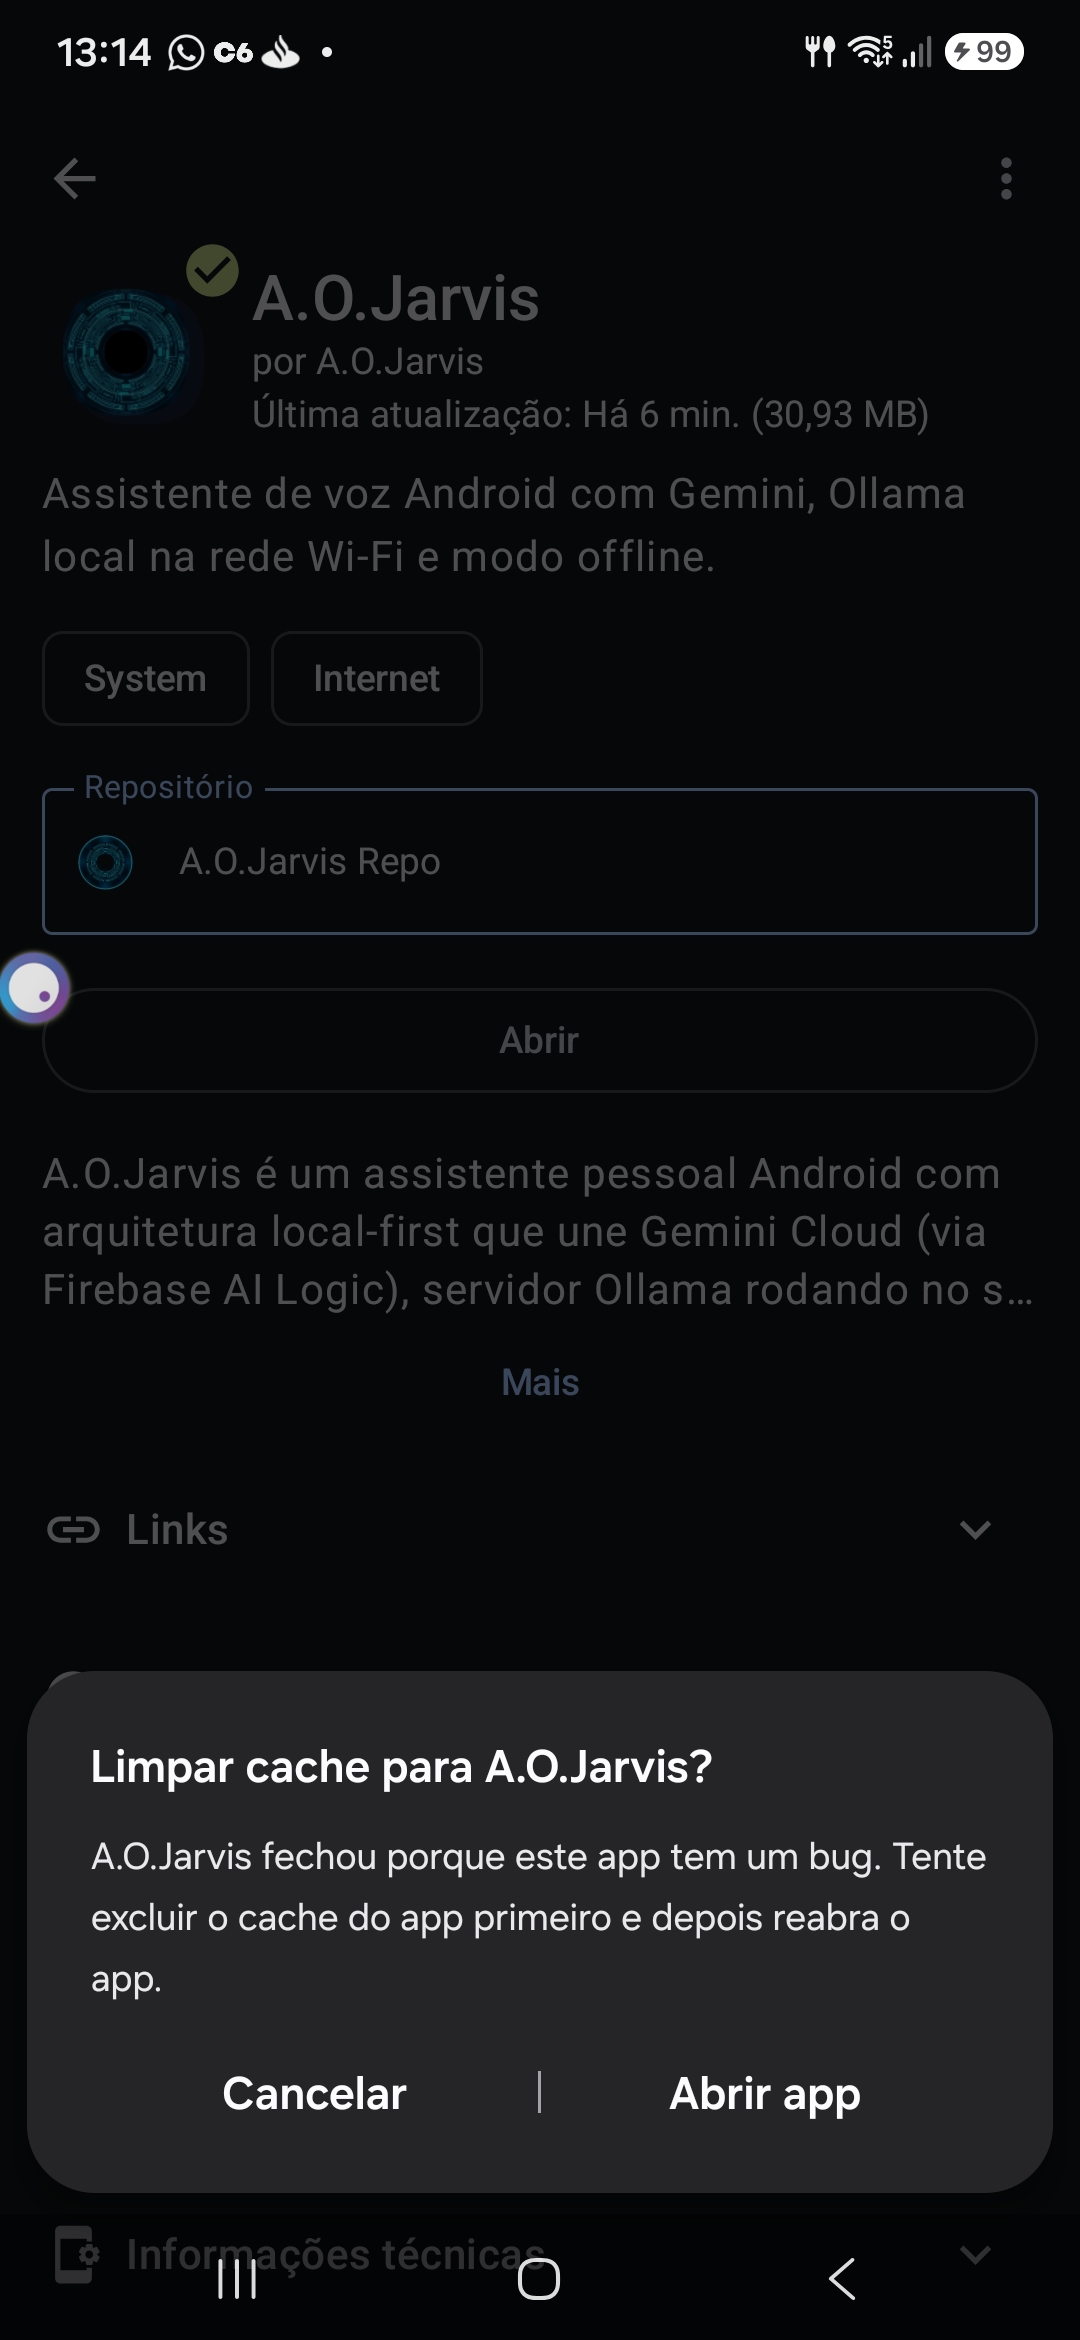 13:14 C6 5 99
A.O.Jarvis
por A.O.Jarvis
Última atualização: Há 6 min. (30,93 MB)
Assistente de voz Android com Gemini, Ollama
local na rede Wi-Fi e modo offline.
System Internet
Repositório
A.O.Jarvis Repo
Abrir
A.O.Jarvis é um assistente pessoal Android com
arquitetura local-first que une Gemini Cloud (via
Firebase AI Logic), servidor Ollama rodando no s…
Mais
Links
Limpar cache para A.O.Jarvis?
A.O.Jarvis fechou porque este app tem um bug. Tente
excluir o cache do app primeiro e depois reabra o
app.
Cancelar Abrir app
Informações técnicas